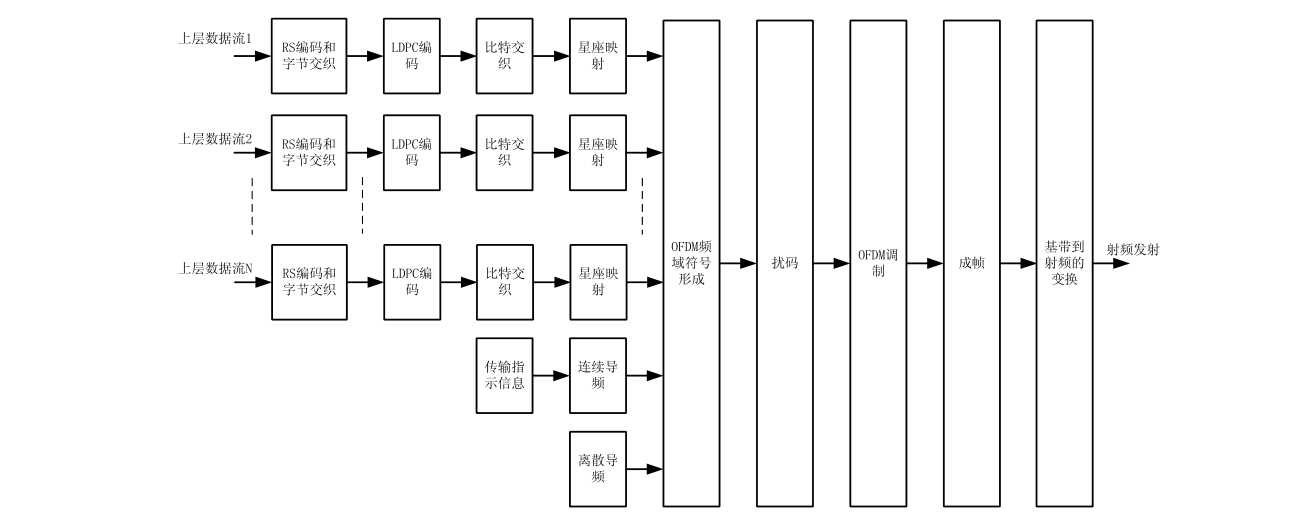 上层数据流1
RS编码和
字节交织
LDPC编
码
比特交
织
星座映
射
上层数据流2
RS编码和
字节交织
LDPC编
码
比特交
织
星座映
射
上层数据流N
RS编码和
字节交织
LDPC编
码
比特交
织
星座映
射
传输指
示信息
连续导
频
离散导
频
OFDM频
域符号
形成
扰码
OFDM调
制
成帧
基带到
射频的
变换
射频发射